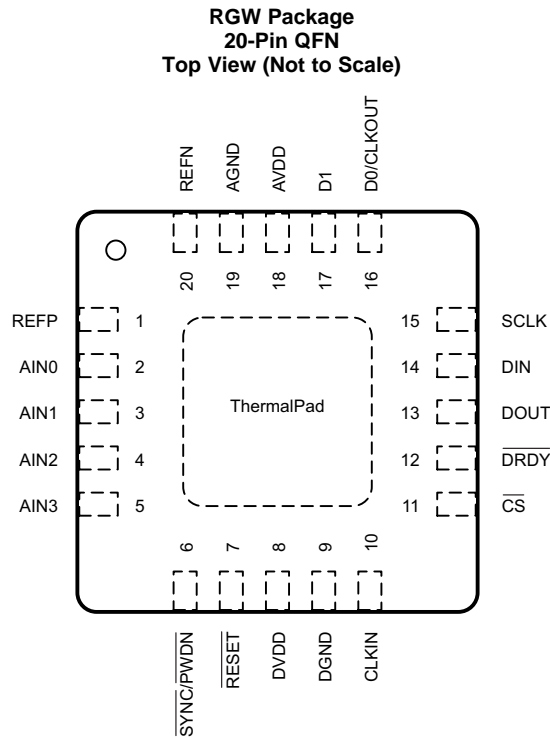 RGW Package
20-Pin QFN
Top View (Not to Scale)
REFN
AGND
AVDD
D1
D0/CLKOUT
20
19
18
17
16
REFP 1
AIN0 2
AIN1 3
AIN2 4
AIN3 5
ThermalPad
15 SCLK
14 DIN
13 DOUT
12 DRDY
11 CS
6
7
8
9
10
SYNC/PWDN
RESET
DVDD
DGND
CLKIN